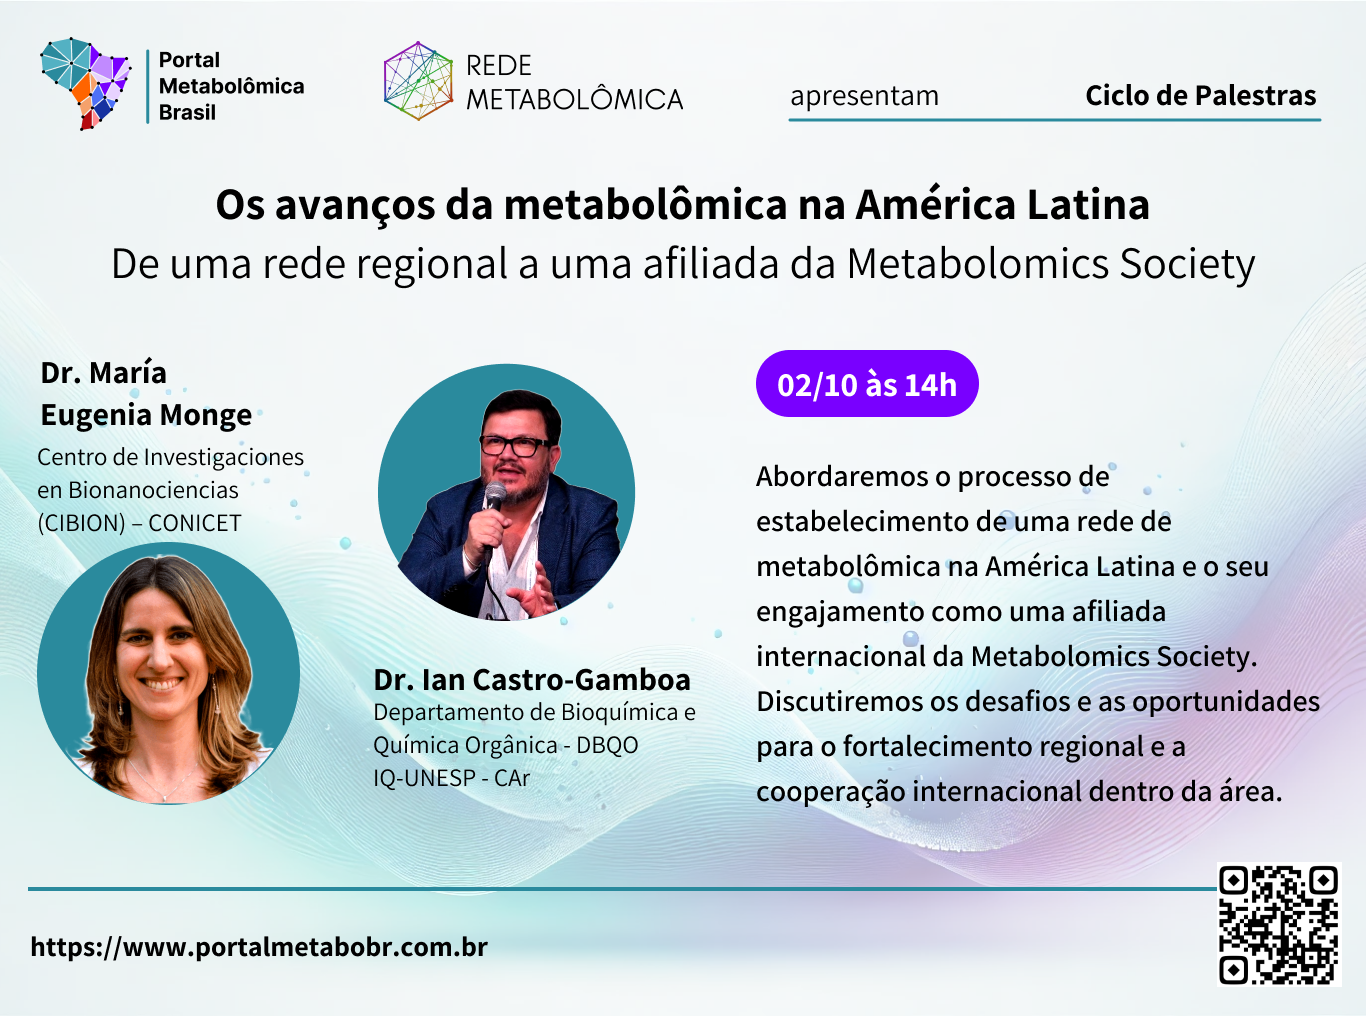 Portal
Metabolômica
Brasil
REDE
METABOLÔMICA
apresentam
Ciclo de Palestras
Os avanços da metabolômica na América Latina
De uma rede regional a uma afiliada da Metabolomics Society
Dr. María
Eugenia Monge
Centro de Investigaciones
en Bionanociencias
(CIBION) – CONICET
Dr. Ian Castro-Gamboa
Departamento de Bioquímica e
Química Orgânica - DBQO
IQ-UNESP - CAr
02/10 às 14h
Abordaremos o processo de
estabelecimento de uma rede de
metabolômica na América Latina e o seu
engajamento como uma afiliada
internacional da Metabolomics Society.
Discutiremos os desafios e as oportunidades
para o fortalecimento regional e a
cooperação internacional dentro da área.
https://www.portalmetabobr.com.br